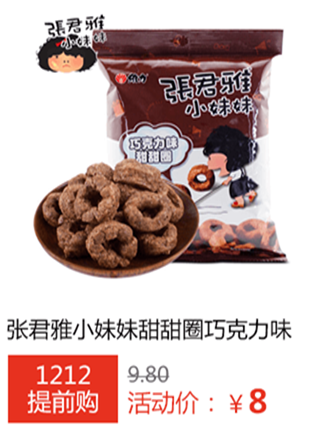 張君雅
小妹妹
張君雅
小妹妹
巧克力味
甜甜圈
张君雅小妹妹甜甜圈巧克力味
1212
提前购
9.80
活动价：￥8